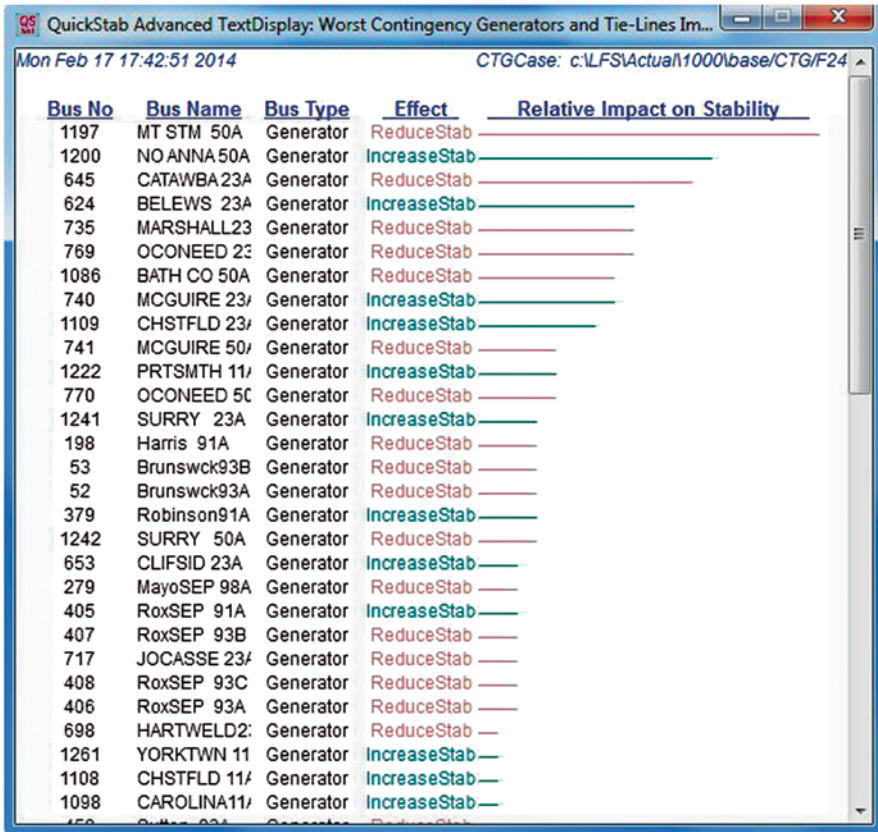 QuickStab Advanced TextDisplay: Worst Contingency Generators and Tie-Lines Im...
Mon Feb 17 17:42:51 2014 CTGCase: c:\LFS\Actual\1000\base/CTG/F24
Bus No Bus Name Bus Type Effect Relative Impact on Stability
1197 MT STM 50A Generator ReduceStab
1200 NO ANNA 50A Generator IncreaseStab
645 CATAWBA 23A Generator ReduceStab
624 BELEWS 23A Generator IncreaseStab
735 MARSHALL23 Generator ReduceStab
769 OCONEED 23 Generator ReduceStab
1086 BATH CO 50A Generator ReduceStab
740 MCGUIRE 23 Generator IncreaseStab
1109 CHSTFLD 23 Generator IncreaseStab
741 MCGUIRE 50 Generator ReduceStab
1222 PRTSMTH 11 Generator IncreaseStab
770 OCONEED 50 Generator ReduceStab
1241 SURRY 23A Generator IncreaseStab
198 Harris 91A Generator ReduceStab
53 Brunswck93B Generator ReduceStab
52 Brunswck93A Generator ReduceStab
379 Robinson91A Generator IncreaseStab
1242 SURRY 50A Generator ReduceStab
653 CLIFSID 23A Generator IncreaseStab
279 MayoSEP 98A Generator ReduceStab
405 RoxSEP 91A Generator IncreaseStab
407 RoxSEP 93B Generator ReduceStab
717 JOCASSE 23 Generator ReduceStab
408 RoxSEP 93C Generator ReduceStab
406 RoxSEP 93A Generator ReduceStab
698 HARTWELD2 Generator ReduceStab
1261 YORKTWN 11 Generator IncreaseStab
1108 CHSTFLD 11 Generator IncreaseStab
1098 CAROLINA11 Generator IncreaseStab